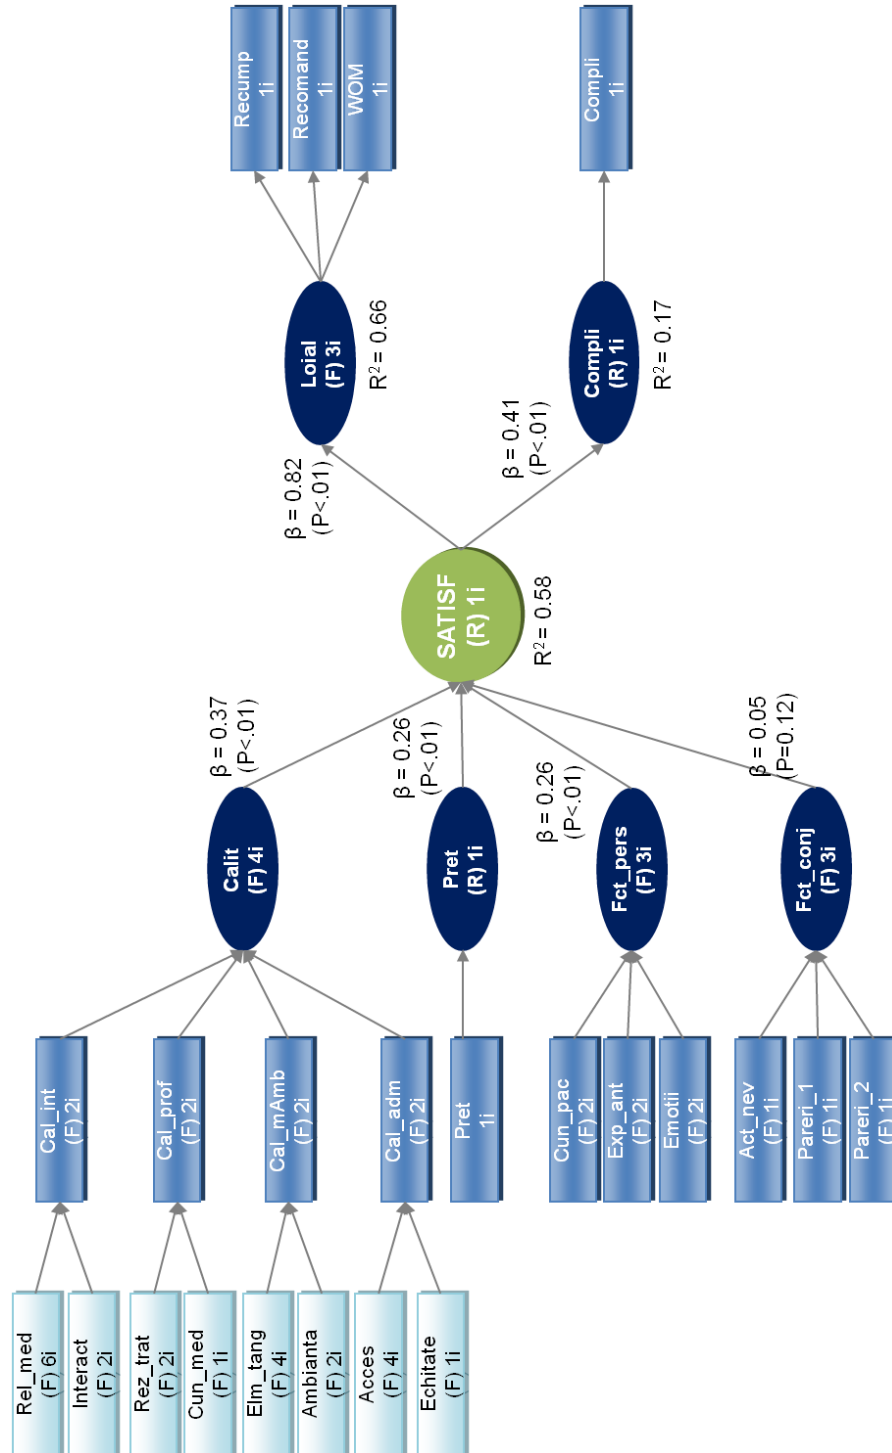 Rel_med
(F) 6i
Interact
(F) 2i
Rez_trat
(F) 2i
Cun_med
(F) 1i
Elm_tang
(F) 4i
Ambianta
(F) 2i
Acces
(F) 4i
Echitate
(F) 1i
Cal_int
(F) 2i
Cal_prof
(F) 2i
Cal_mAmb
(F) 2i
Cal_adm
(F) 2i
Pret
1i
Cun_pac
(F) 2i
Exp_ant
(F) 2i
Emotii
(F) 2i
Act_nev
(F) 1i
Pareri_1
(F) 1i
Pareri_2
(F) 1i
Calit
(F) 4i
Pret
(R) 1i
Fct_pers
(F) 3i
Fct_conj
(F) 3i
β = 0.37
(P<.01)
β = 0.26
(P<.01)
β = 0.26
(P<.01)
β = 0.05
(P=0.12)
SATISF
(R) 1i
R² = 0.58
β = 0.82
(P<.01)
β = 0.41
(P<.01)
Loial
(F) 3i
R² = 0.66
Compli
(R) 1i
R² = 0.17
Recump
1i
Recomand
1i
WOM
1i
Compli
1i